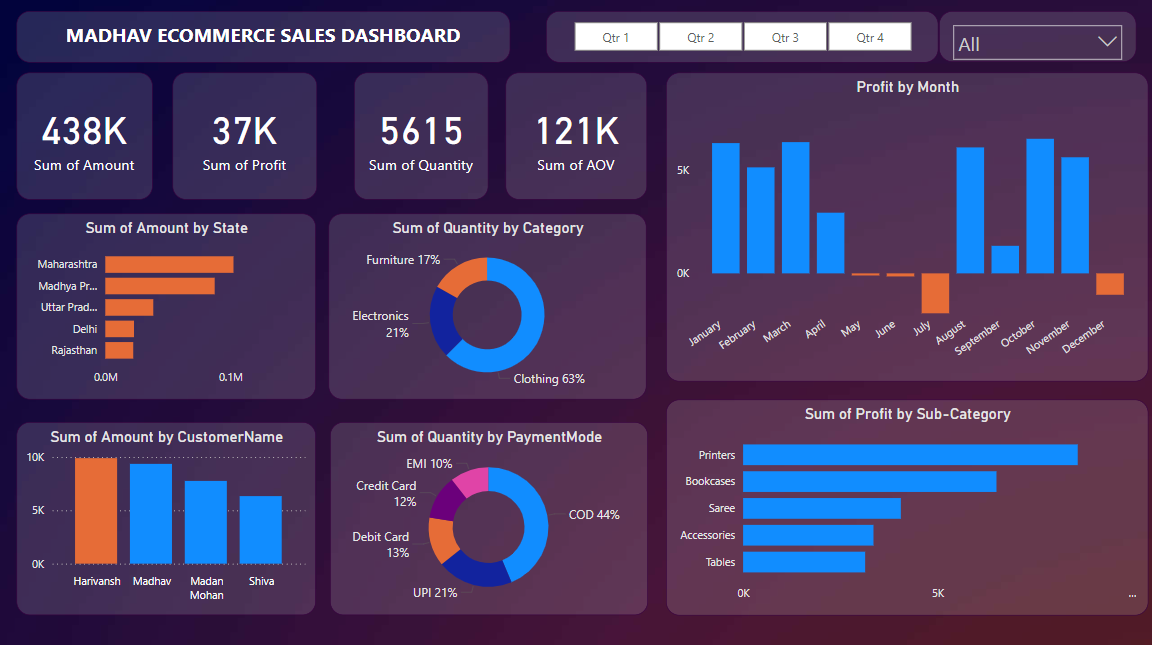 MADHAV ECOMMERCE SALES DASHBOARD
Qtr 1 Qtr 2 Qtr 3 Qtr 4
All
438K
Sum of Amount
37K
Sum of Profit
5615
Sum of Quantity
121K
Sum of AOV
Profit by Month
5K
0K
January
February
March
April
May
June
July
August
September
October
November
December
Sum of Amount by State
Maharashtra
Madhya Pr...
Uttar Prad...
Delhi
Rajasthan
0.0M 0.1M
Sum of Quantity by Category
Furniture 17%
Electronics
21%
Clothing 63%
Sum of Amount by CustomerName
10K
5K
0K
Harivansh Madhav Madan Shiva
Mohan
Sum of Quantity by PaymentMode
EMI 10%
Credit Card
12%
COD 44%
Debit Card
13%
UPI 21%
Sum of Profit by Sub-Category
Printers
Bookcases
Saree
Accessories
Tables
0K 5K ...